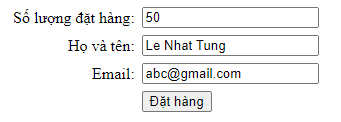 Số lượng đặt hàng: 50
Họ và tên: Le Nhat Tung
Email: abc@gmail.com
Đặt hàng